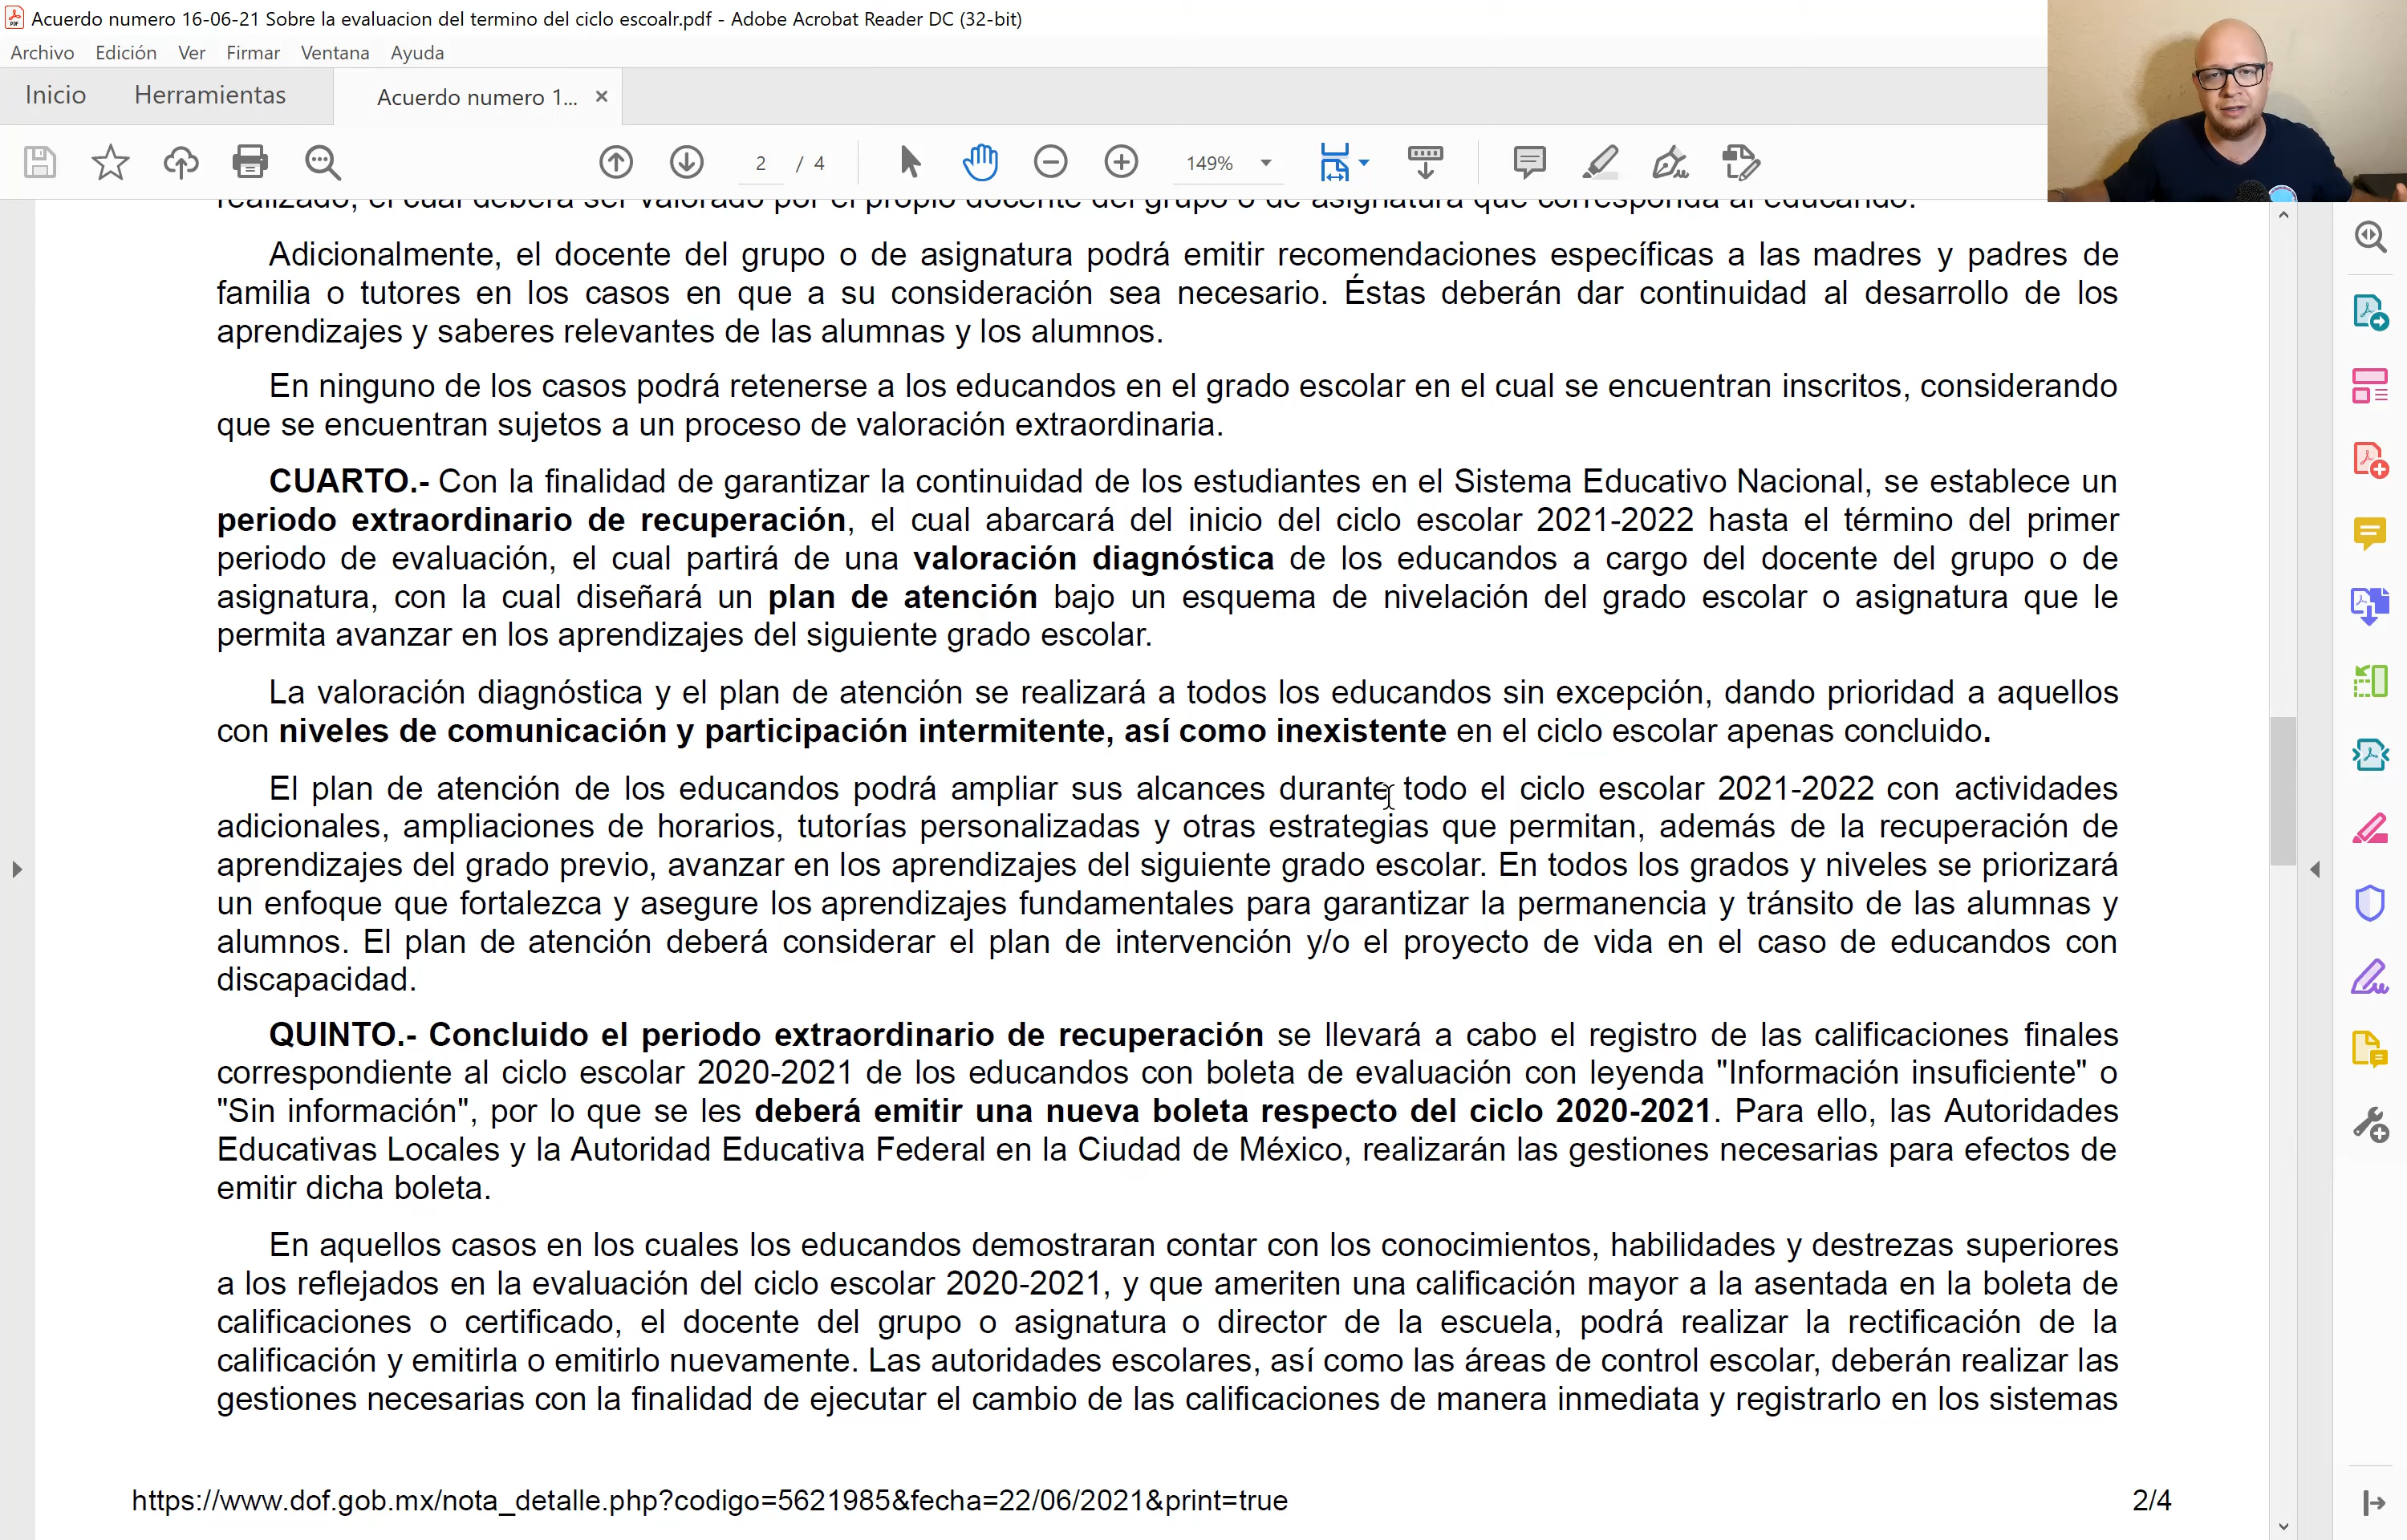 Acuerdo numero 16-06-21 Sobre la evaluacion del termino del ciclo escoalr.pdf - Adobe Acrobat Reader DC (32-bit)
Archivo Edición Ver Firmar Ventana Ayuda
Inicio Herramientas Acuerdo numero 1... ×
2 / 4 149%
realizado, el cual deberá ser valorado por el propio docente del grupo o de asignatura que corresponda al educando.
Adicionalmente, el docente del grupo o de asignatura podrá emitir recomendaciones específicas a las madres y padres de
familia o tutores en los casos en que a su consideración sea necesario. Éstas deberán dar continuidad al desarrollo de los
aprendizajes y saberes relevantes de las alumnas y los alumnos.
En ninguno de los casos podrá retenerse a los educandos en el grado escolar en el cual se encuentran inscritos, considerando
que se encuentran sujetos a un proceso de valoración extraordinaria.
CUARTO.- Con la finalidad de garantizar la continuidad de los estudiantes en el Sistema Educativo Nacional, se establece un
periodo extraordinario de recuperación, el cual abarcará del inicio del ciclo escolar 2021-2022 hasta el término del primer
periodo de evaluación, el cual partirá de una valoración diagnóstica de los educandos a cargo del docente del grupo o de
asignatura, con la cual diseñará un plan de atención bajo un esquema de nivelación del grado escolar o asignatura que le
permita avanzar en los aprendizajes del siguiente grado escolar.
La valoración diagnóstica y el plan de atención se realizará a todos los educandos sin excepción, dando prioridad a aquellos
con niveles de comunicación y participación intermitente, así como inexistente en el ciclo escolar apenas concluido.
El plan de atención de los educandos podrá ampliar sus alcances durante todo el ciclo escolar 2021-2022 con actividades
adicionales, ampliaciones de horarios, tutorías personalizadas y otras estrategias que permitan, además de la recuperación de
aprendizajes del grado previo, avanzar en los aprendizajes del siguiente grado escolar. En todos los grados y niveles se priorizará
un enfoque que fortalezca y asegure los aprendizajes fundamentales para garantizar la permanencia y tránsito de las alumnas y
alumnos. El plan de atención deberá considerar el plan de intervención y/o el proyecto de vida en el caso de educandos con
discapacidad.
QUINTO.- Concluido el periodo extraordinario de recuperación se llevará a cabo el registro de las calificaciones finales
correspondiente al ciclo escolar 2020-2021 de los educandos con boleta de evaluación con leyenda "Información insuficiente" o
"Sin información", por lo que se les deberá emitir una nueva boleta respecto del ciclo 2020-2021. Para ello, las Autoridades
Educativas Locales y la Autoridad Educativa Federal en la Ciudad de México, realizarán las gestiones necesarias para efectos de
emitir dicha boleta.
En aquellos casos en los cuales los educandos demostraran contar con los conocimientos, habilidades y destrezas superiores
a los reflejados en la evaluación del ciclo escolar 2020-2021, y que ameriten una calificación mayor a la asentada en la boleta de
calificaciones o certificado, el docente del grupo o asignatura o director de la escuela, podrá realizar la rectificación de la
calificación y emitirla o emitirlo nuevamente. Las autoridades escolares, así como las áreas de control escolar, deberán realizar las
gestiones necesarias con la finalidad de ejecutar el cambio de las calificaciones de manera inmediata y registrarlo en los sistemas
https://www.dof.gob.mx/nota_detalle.php?codigo=5621985&fecha=22/06/2021&print=true 2/4